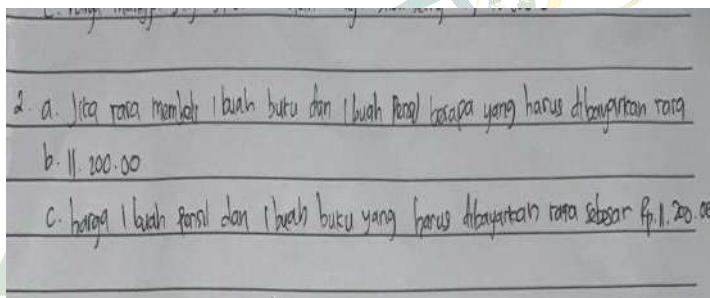 2. a. Jika rara membeli 1 buah buku dan 1 buah pensil berapa yang harus dibayarkan rara
b. 11.200.00
c. harga 1 buah pensil dan 1 buah buku yang harus dibayarkan rara sebesar Rp.11.200.00